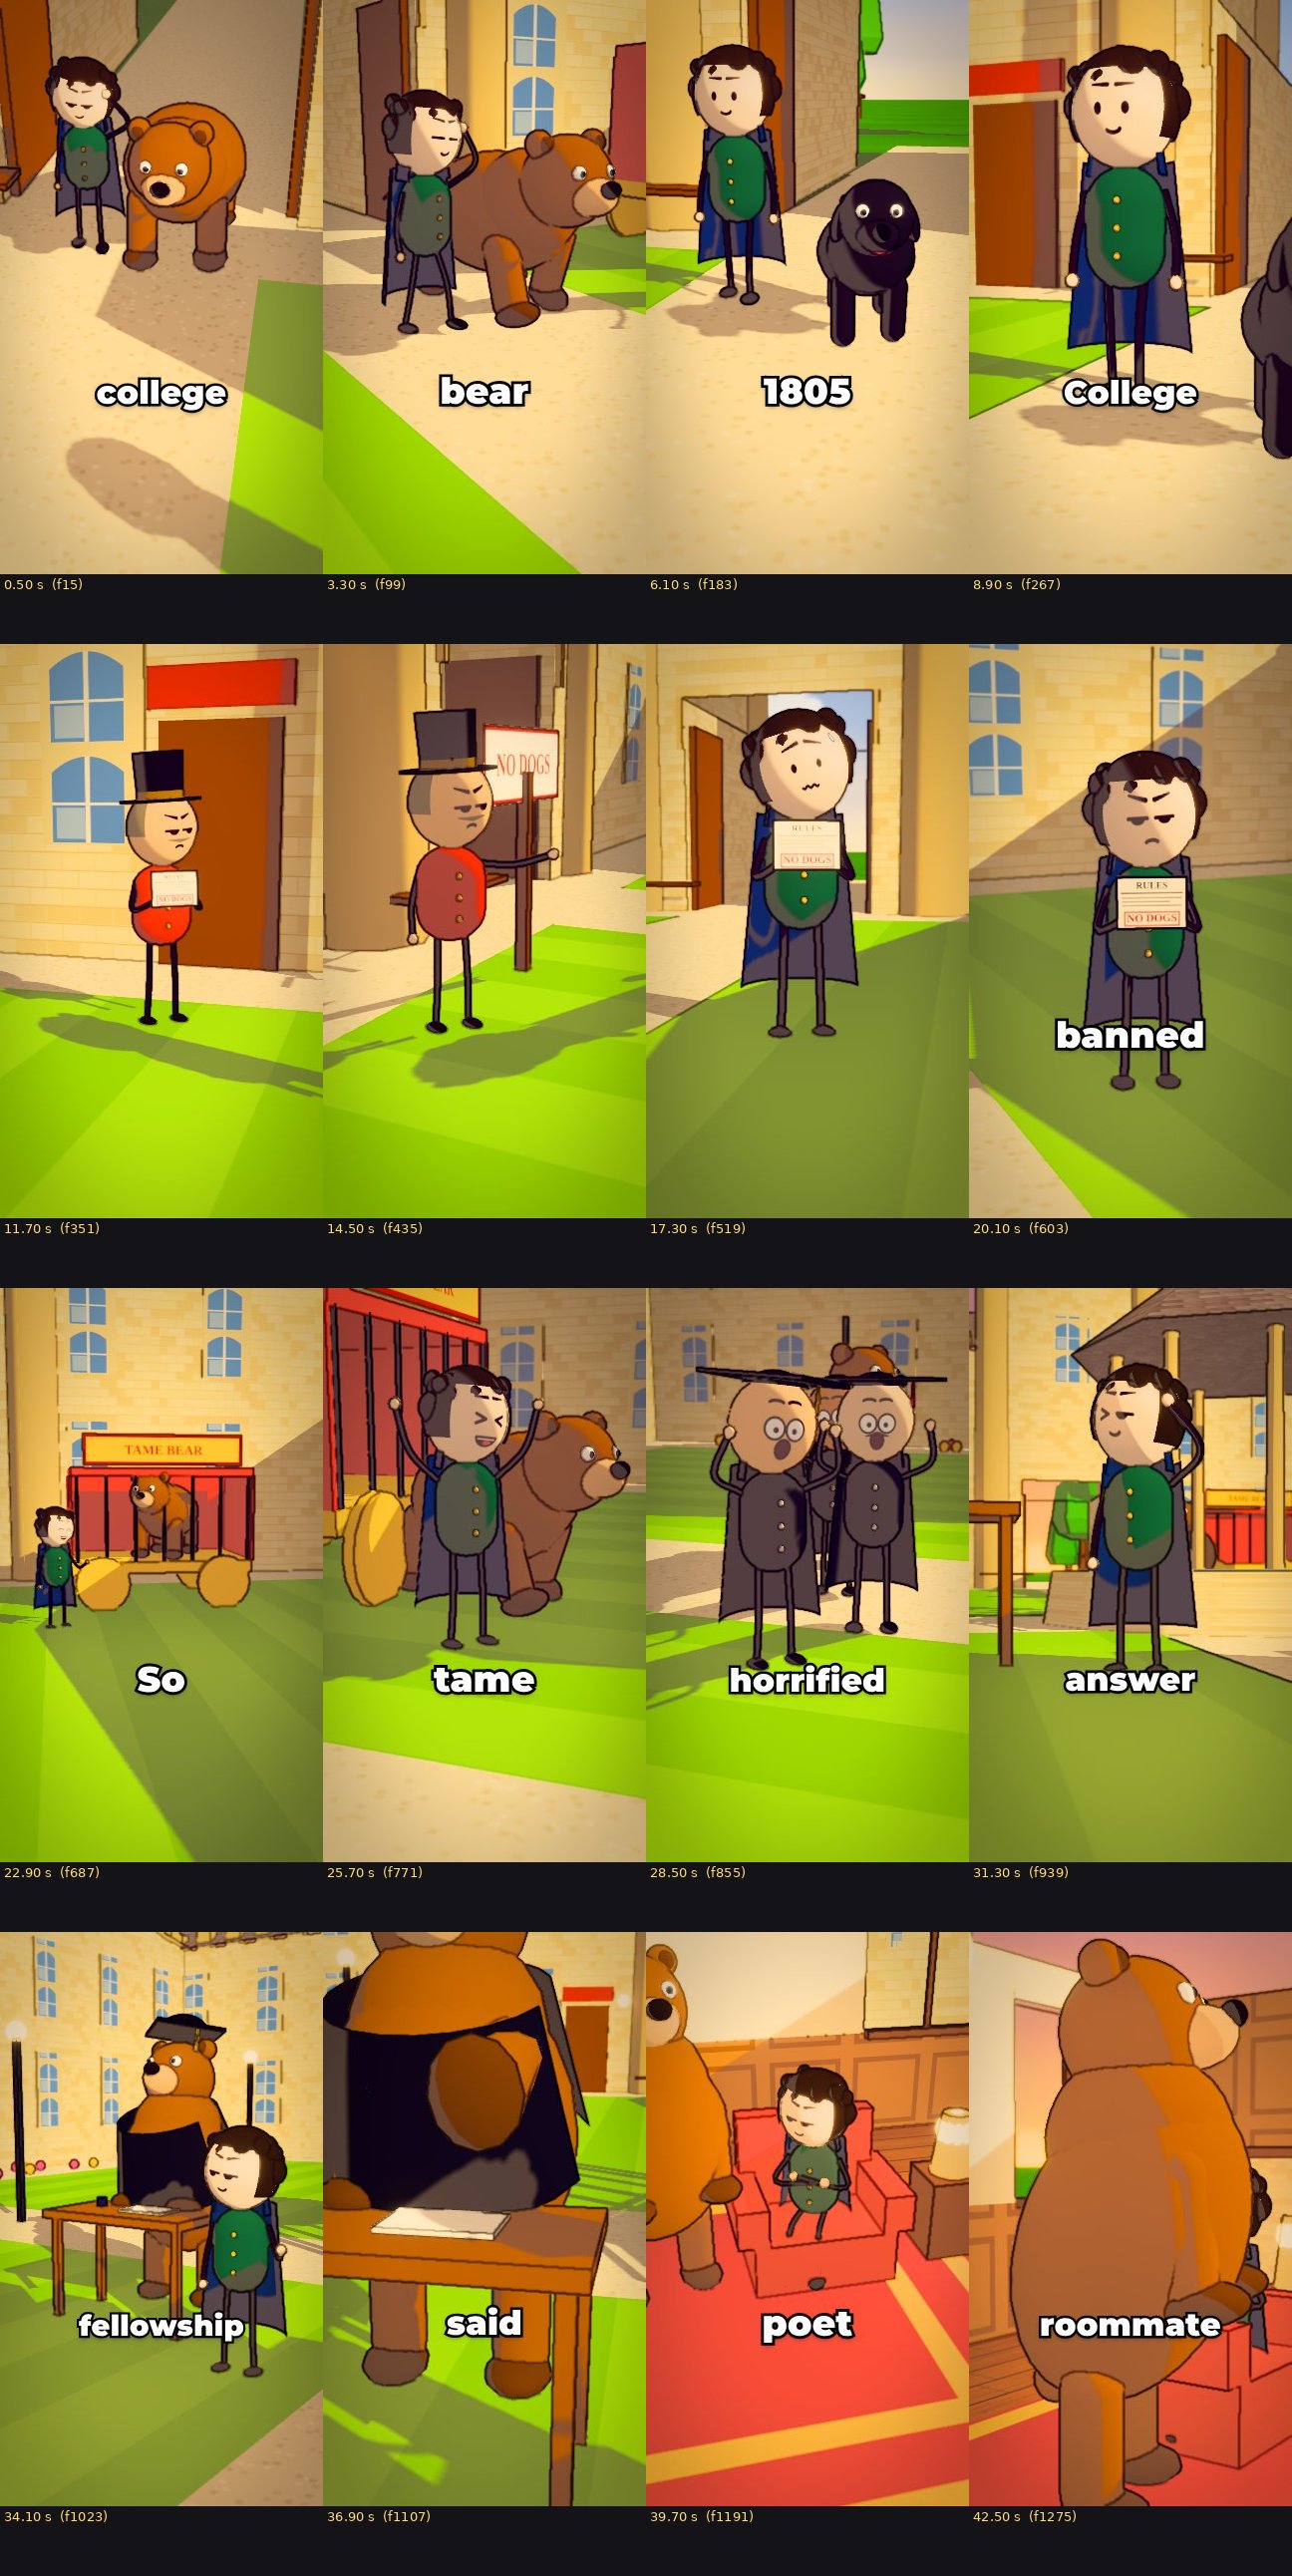 college
bear
1805
College
0.50 s (f15)
3.30 s (f99)
6.10 s (f183)
8.90 s (f267)
NO DOGS
NO DOGS
RULES
NO DOGS
RULES
NO DOGS
banned
11.70 s (f351)
14.50 s (f435)
17.30 s (f519)
20.10 s (f603)
TAME BEAR
So
tame
horrified
answer
22.90 s (f687)
25.70 s (f771)
28.50 s (f855)
31.30 s (f939)
fellowship
said
poet
roommate
34.10 s (f1023)
36.90 s (f1107)
39.70 s (f1191)
42.50 s (f1275)